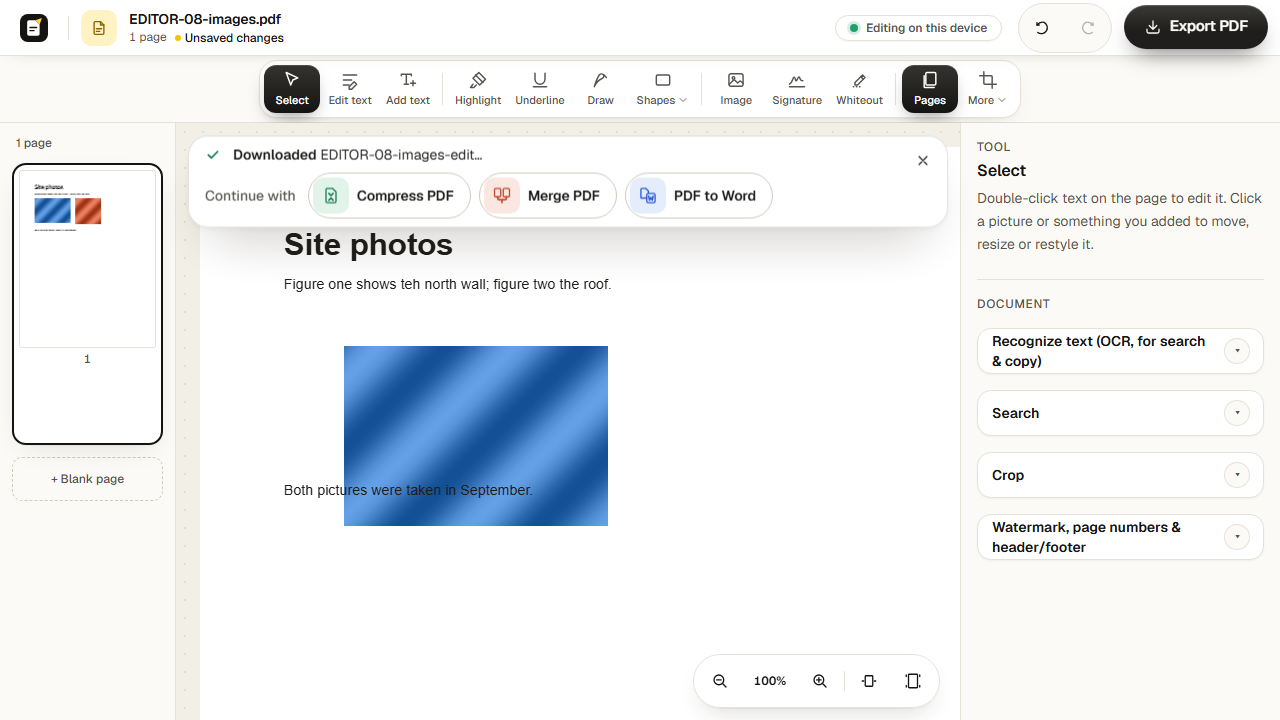 EDITOR-08-images.pdf
1 page Unsaved changes
Editing on this device
Export PDF
Select
Edit text
Add text
Highlight
Underline
Draw
Shapes
Image
Signature
Whiteout
Pages
More
1 page
Site photos
1
+ Blank page
Downloaded EDITOR-08-images-edit…
Continue with
Compress PDF
Merge PDF
PDF to Word
Site photos
Figure one shows teh north wall; figure two the roof.
Both pictures were taken in September.
100%
TOOL
Select
Double-click text on the page to edit it. Click
a picture or something you added to move,
resize or restyle it.
DOCUMENT
Recognize text (OCR, for search
& copy)
Search
Crop
Watermark, page numbers &
header/footer